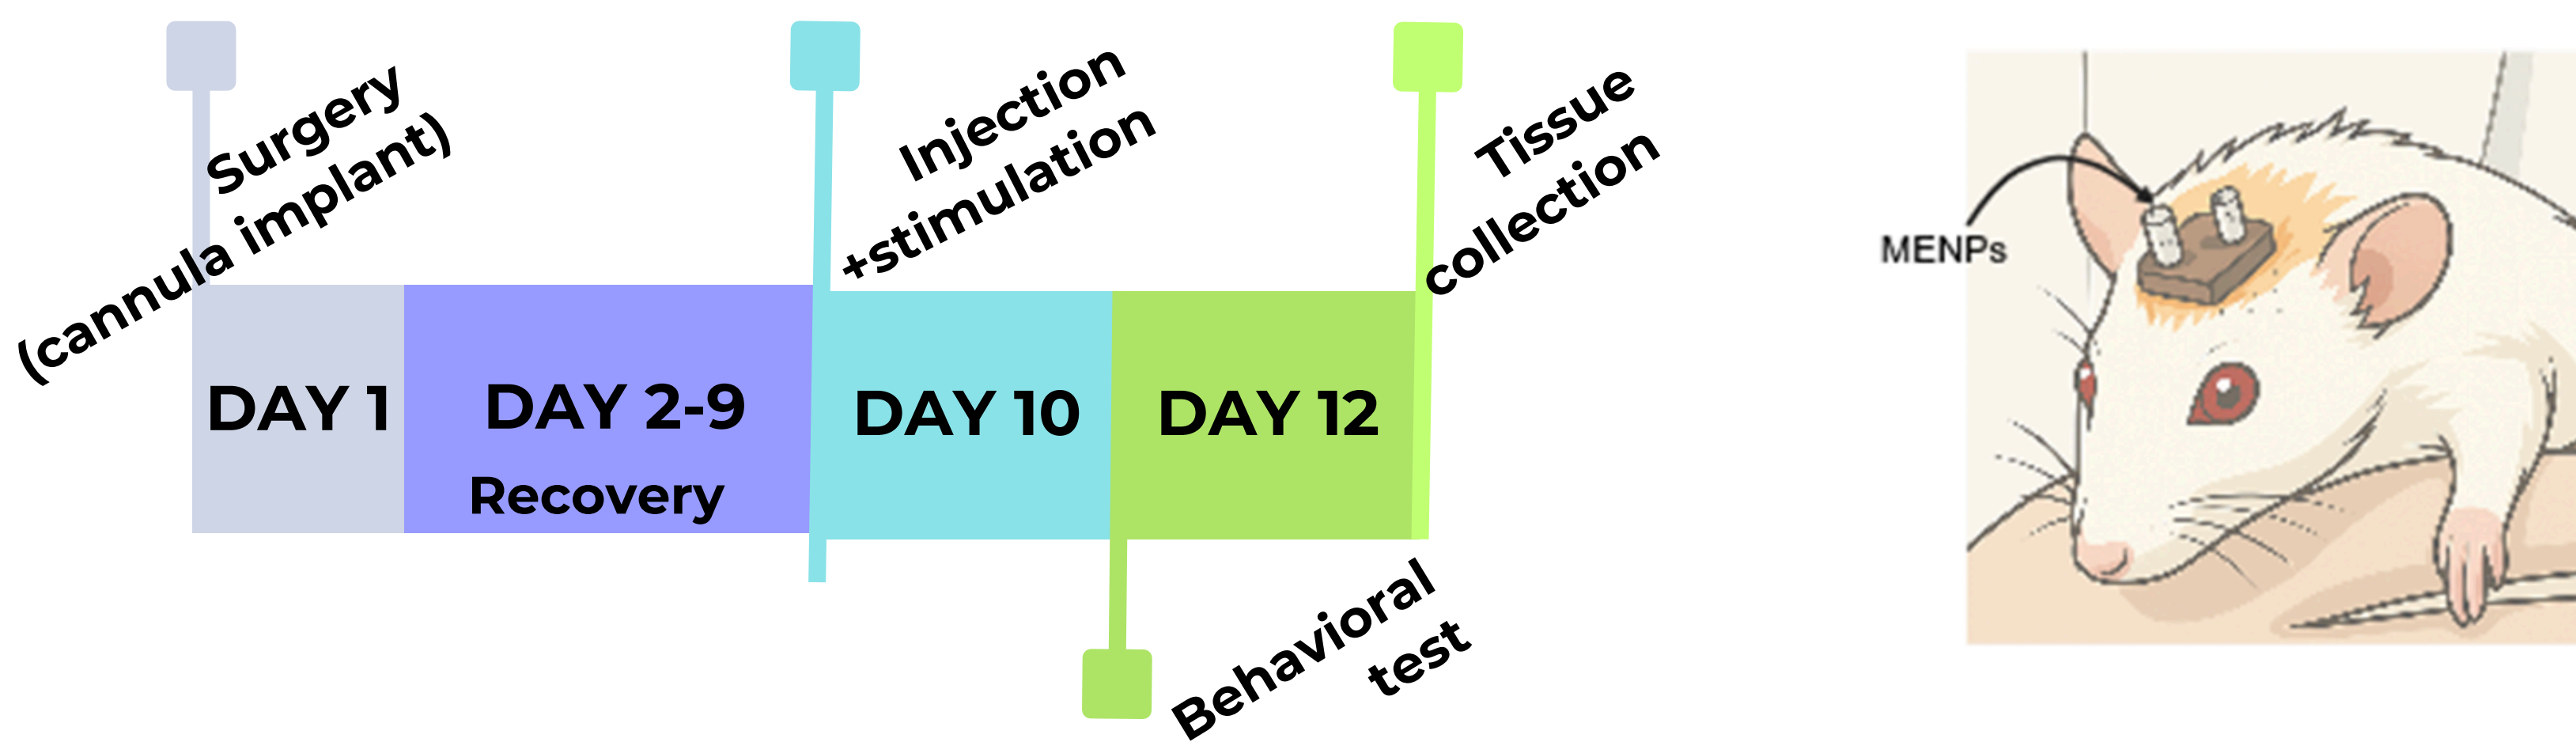 Surgery
(cannula implant)
Injection
+stimulation
Tissue
collection
MENPs
DAY 1
DAY 2-9
Recovery
DAY 10
DAY 12
Behavioral
test